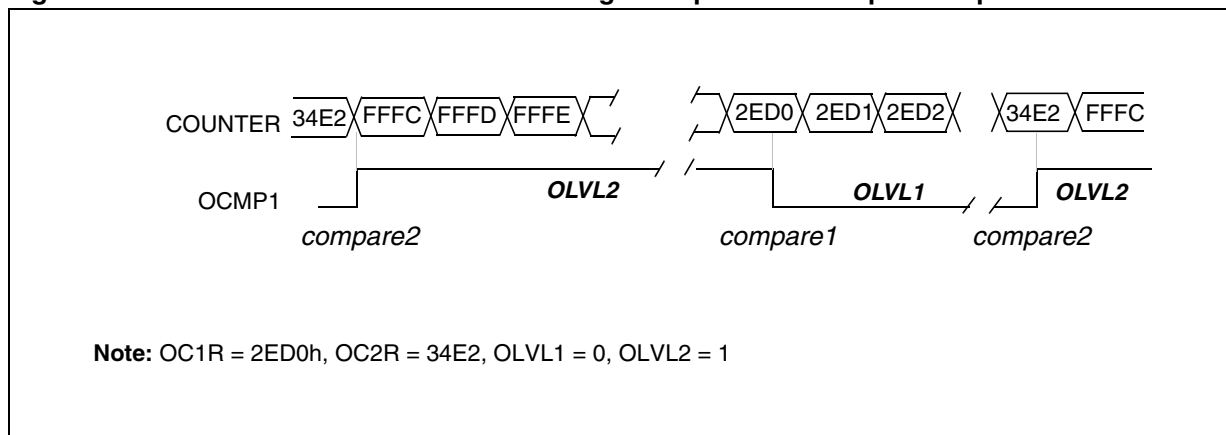 COUNTER 34E2 FFFC FFFD FFFE 2ED0 2ED1 2ED2 34E2 FFFC
OCMP1 OLVL2 OLVL1 OLVL2
compare2 compare1 compare2
Note: OC1R = 2ED0h, OC2R = 34E2, OLVL1 = 0, OLVL2 = 1